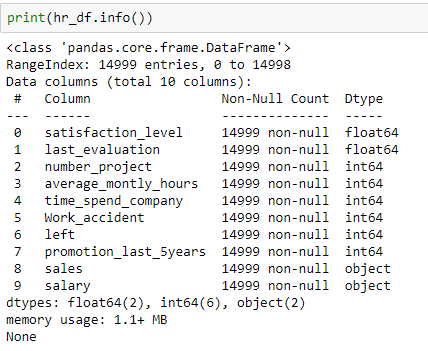 print(hr_df.info())
<class 'pandas.core.frame.DataFrame'>
RangeIndex: 14999 entries, 0 to 14998
Data columns (total 10 columns):
 #   Column                 Non-Null Count  Dtype
---  ------                 --------------  -----
 0   satisfaction_level     14999 non-null  float64
 1   last_evaluation        14999 non-null  float64
 2   number_project         14999 non-null  int64
 3   average_montly_hours   14999 non-null  int64
 4   time_spend_company     14999 non-null  int64
 5   Work_accident          14999 non-null  int64
 6   left                   14999 non-null  int64
 7   promotion_last_5years  14999 non-null  int64
 8   sales                  14999 non-null  object
 9   salary                 14999 non-null  object
dtypes: float64(2), int64(6), object(2)
memory usage: 1.1+ MB
None